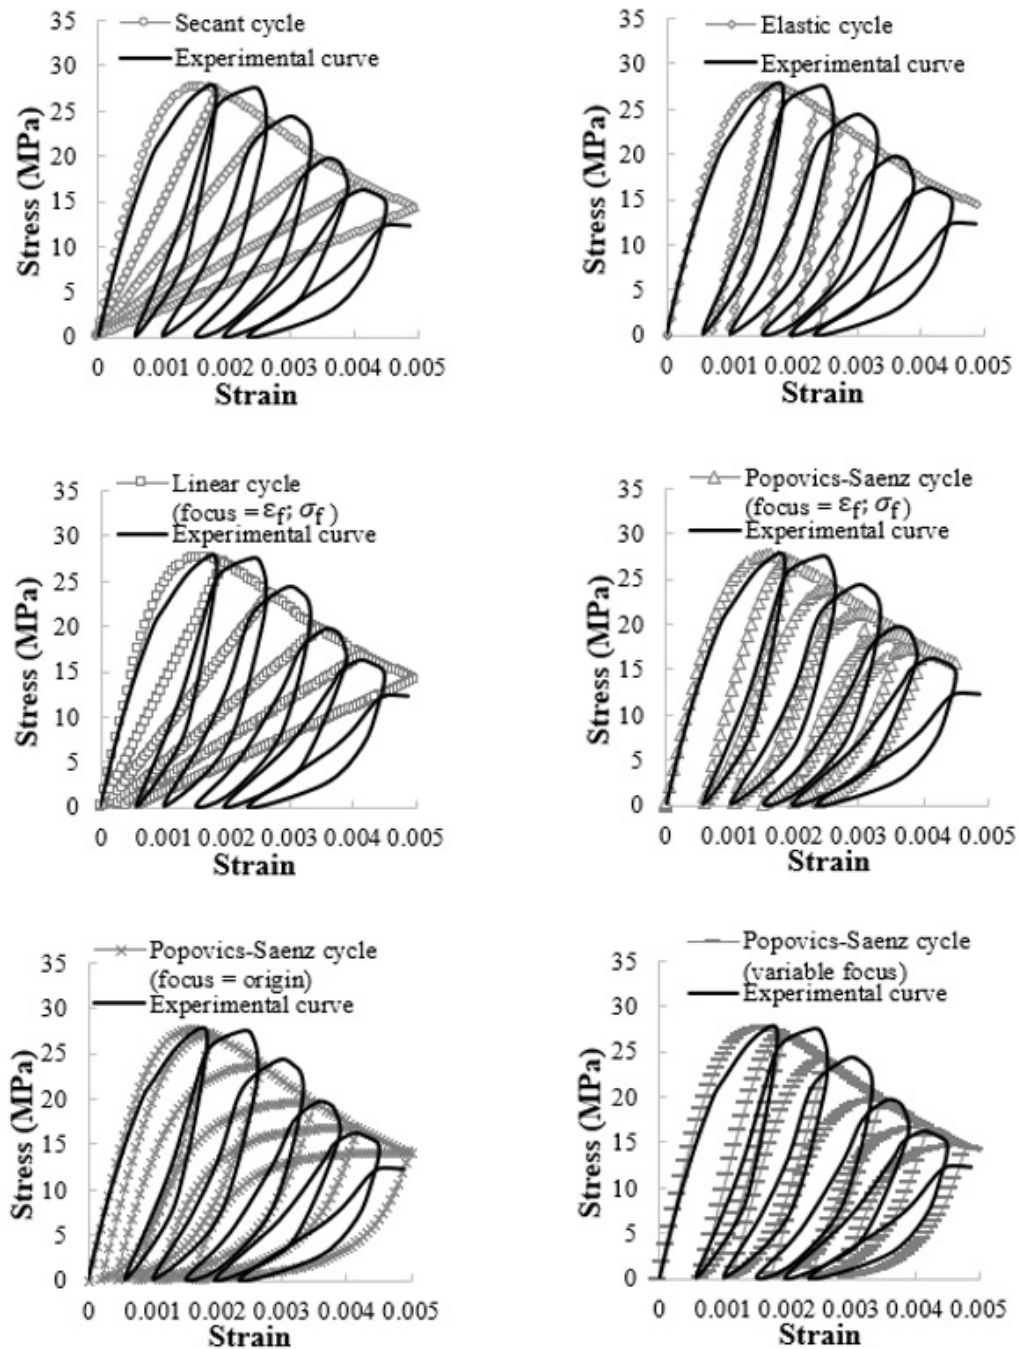 Secant cycle
Experimental curve
35
30
25
20
15
10
5
0
Stress (MPa)
0 0.001 0.002 0.003 0.004 0.005
Strain
Elastic cycle
Experimental curve
35
30
25
20
15
10
5
0
Stress (MPa)
0 0.001 0.002 0.003 0.004 0.005
Strain
Linear cycle
(focus = εf; σf )
Experimental curve
35
30
25
20
15
10
5
0
Stress (MPa)
0 0.001 0.002 0.003 0.004 0.005
Strain
Popovics-Saenz cycle
(focus = εf; σf)
Experimental curve
35
30
25
20
15
10
5
0
Stress (MPa)
0 0.001 0.002 0.003 0.004 0.005
Strain
Popovics-Saenz cycle
(focus = origin)
Experimental curve
35
30
25
20
15
10
5
0
Stress (MPa)
0 0.001 0.002 0.003 0.004 0.005
Strain
Popovics-Saenz cycle
(variable focus)
Experimental curve
35
30
25
20
15
10
5
0
Stress (MPa)
0 0.001 0.002 0.003 0.004 0.005
Strain